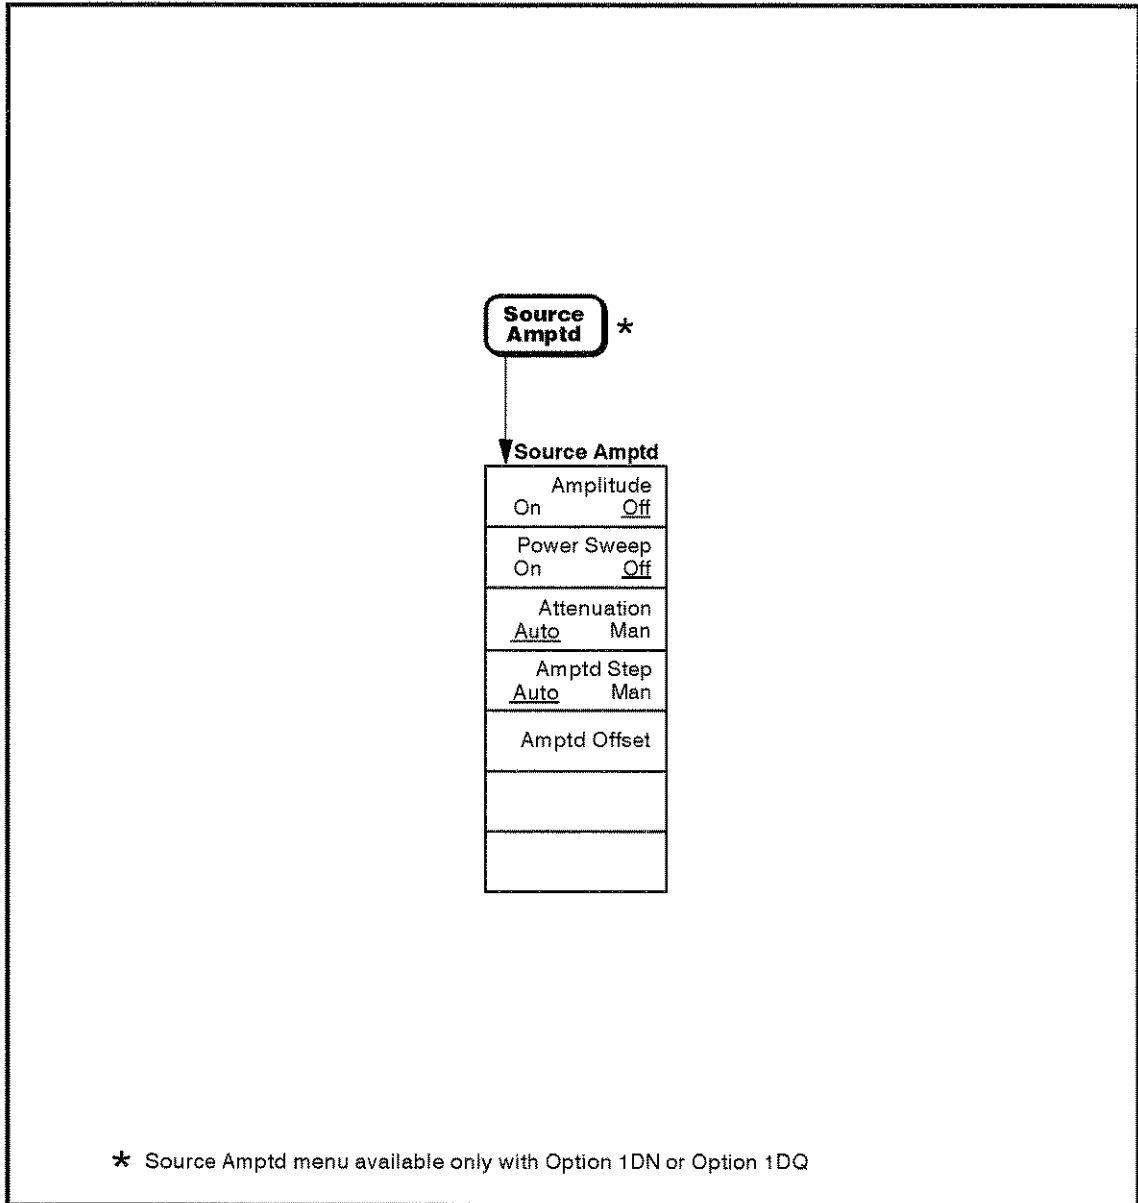 Source
Amptd *
Source Amptd
Amplitude
On Off
Power Sweep
On Off
Attenuation
Auto Man
Amptd Step
Auto Man
Amptd Offset
* Source Amptd menu available only with Option 1DN or Option 1DQ